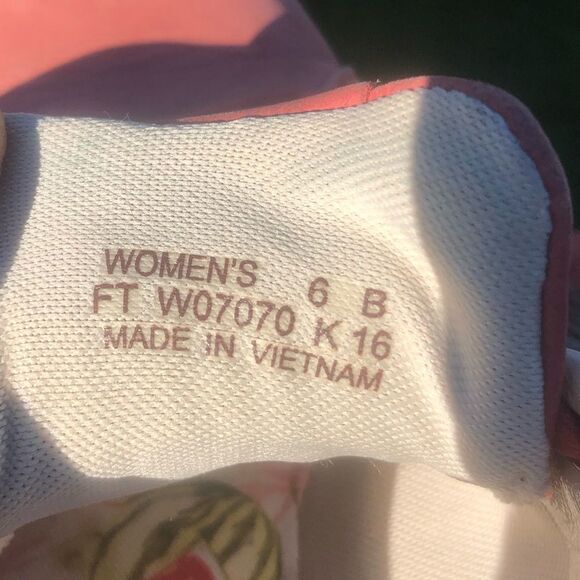 WOMEN'S 6 B
FT W07070 K 16
MADE IN VIETNAM